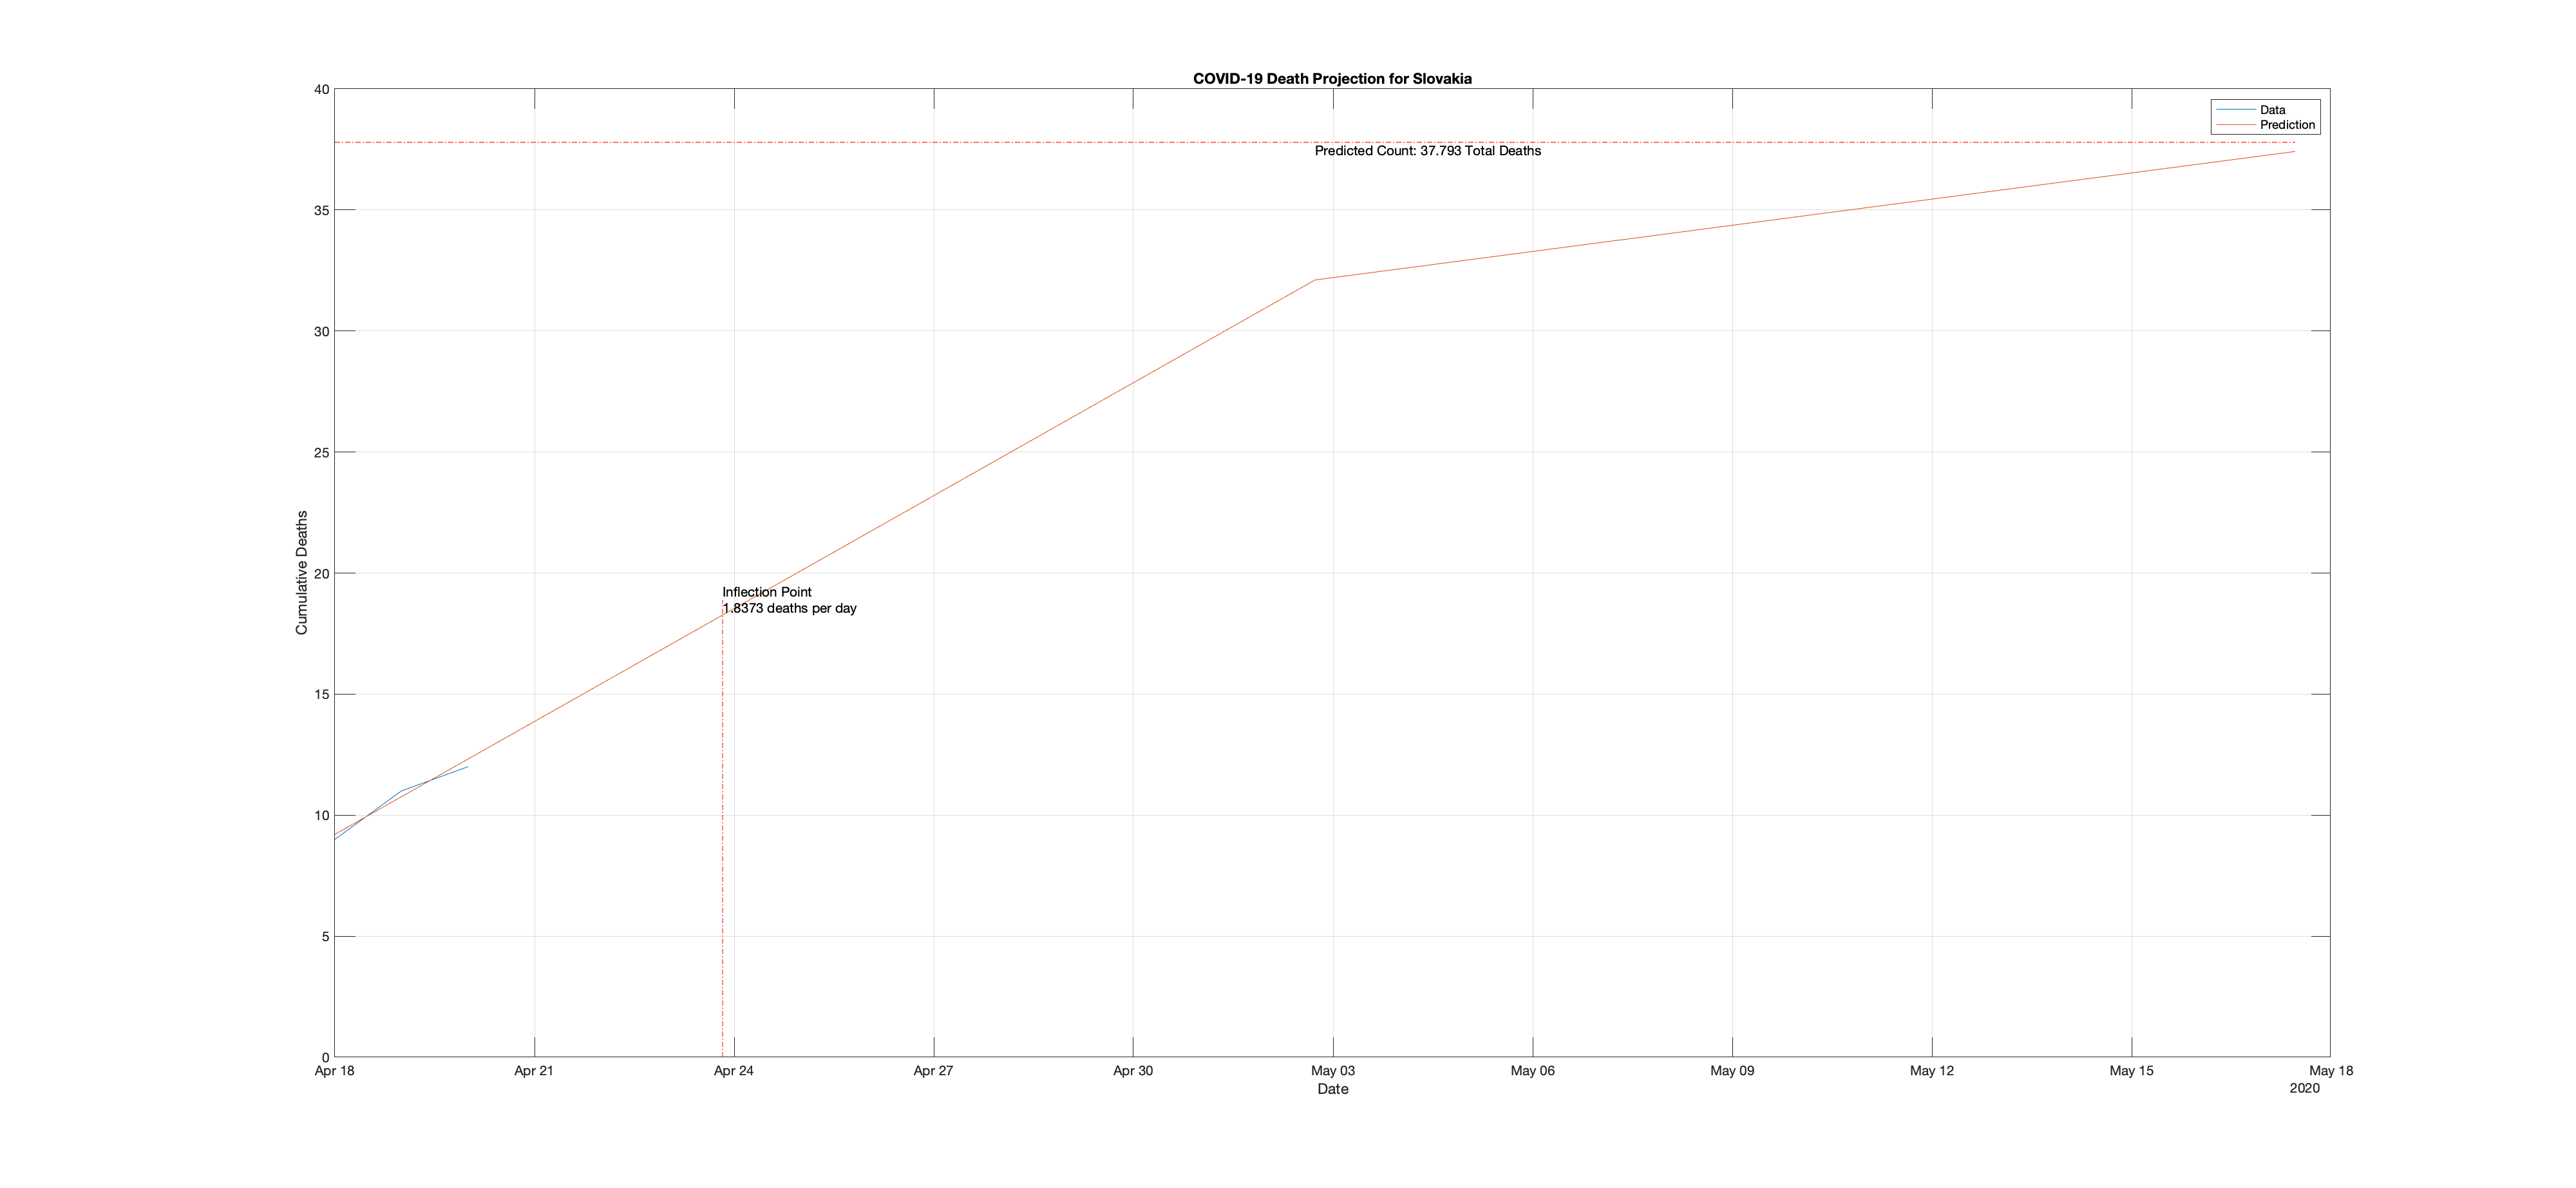 COVID-19 Death Projection for Slovakia
Data
Prediction
Predicted Count: 37.793 Total Deaths
Inflection Point
1.8373 deaths per day
Cumulative Deaths
40
35
30
25
20
15
10
5
0
Apr 18
Apr 21
Apr 24
Apr 27
Apr 30
May 03
May 06
May 09
May 12
May 15
May 18
Date
2020